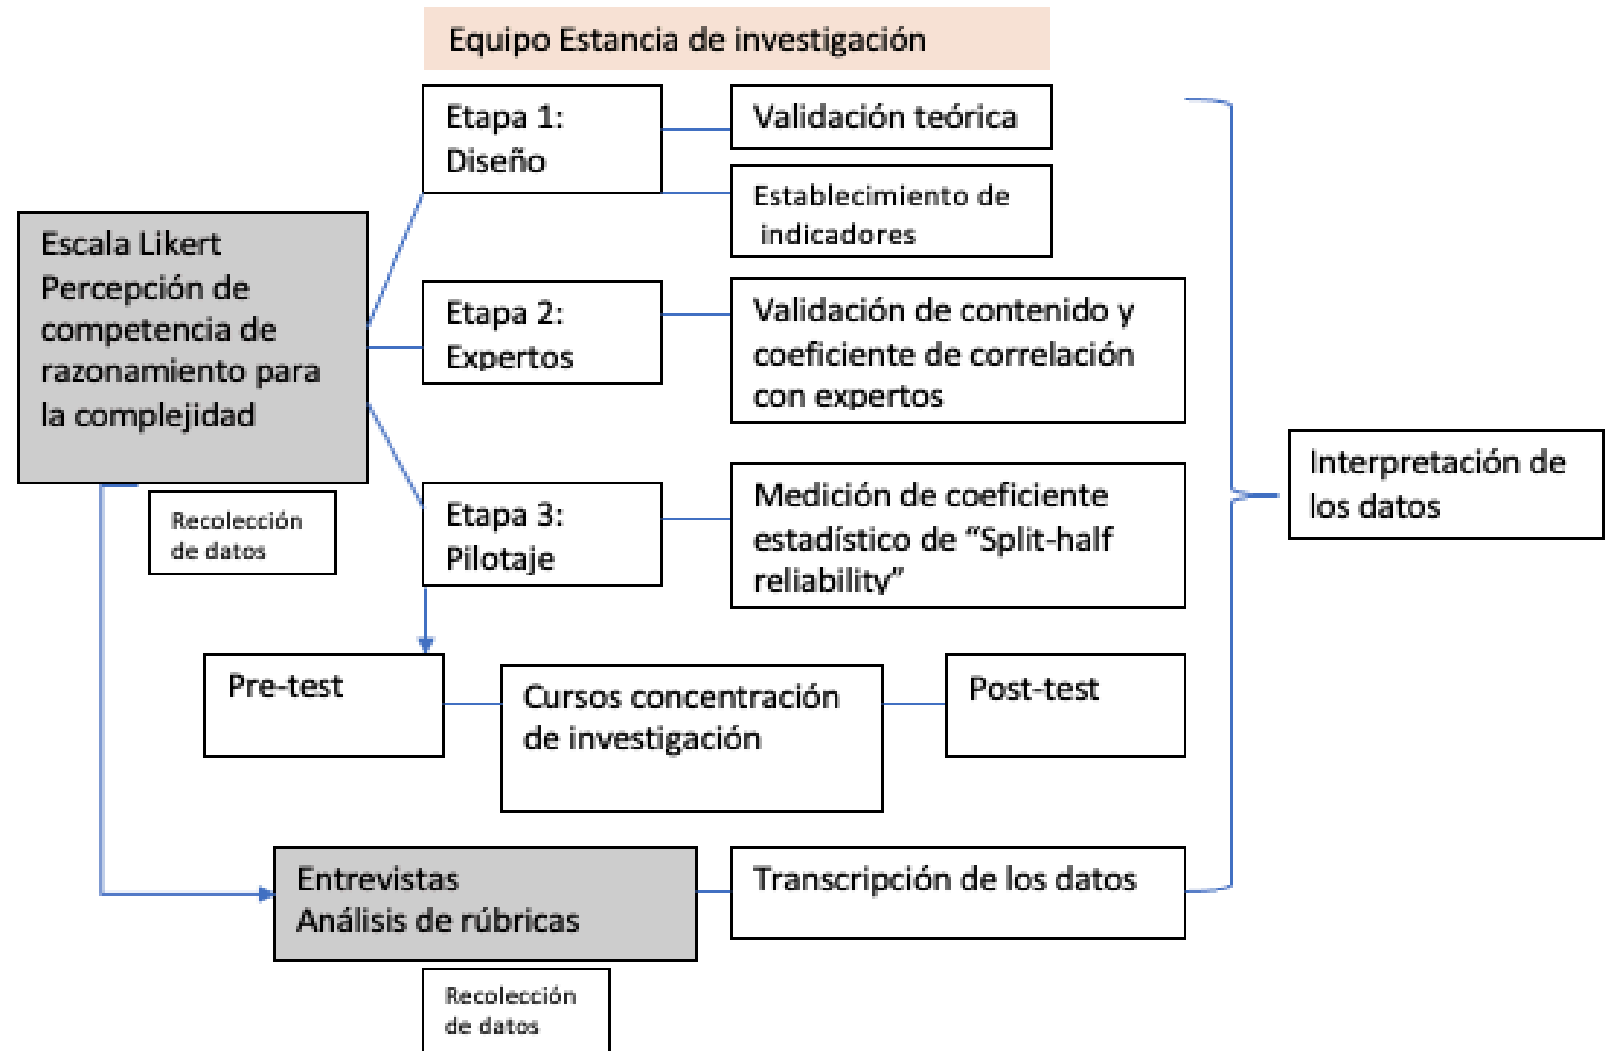 Equipo Estancia de investigación
Etapa 1:
Diseño
Validación teórica
Establecimiento de
indicadores
Escala Likert
Percepción de
competencia de
razonamiento para
la complejidad
Recolección
de datos
Etapa 2:
Expertos
Validación de contenido y
coeficiente de correlación
con expertos
Etapa 3:
Pilotaje
Medición de coeficiente
estadístico de “Split-half
reliability”
Interpretación de
los datos
Pre-test
Cursos concentración
de investigación
Post-test
Entrevistas
Análisis de rúbricas
Transcripción de los datos
Recolección
de datos